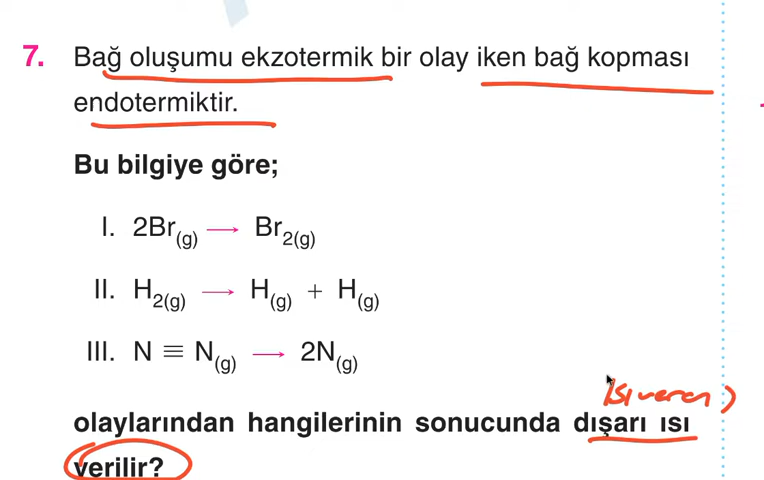 7. Bağ oluşumu ekzotermik bir olay iken bağ kopması
endotermiktir.
Bu bilgiye göre;
I. 2Br(g) → Br2(g)
II. H2(g) → H(g) + H(g)
III. N ≡ N(g) → 2N(g)
ısı veren
olaylarından hangilerinin sonucunda dışarı ısı
verilir?